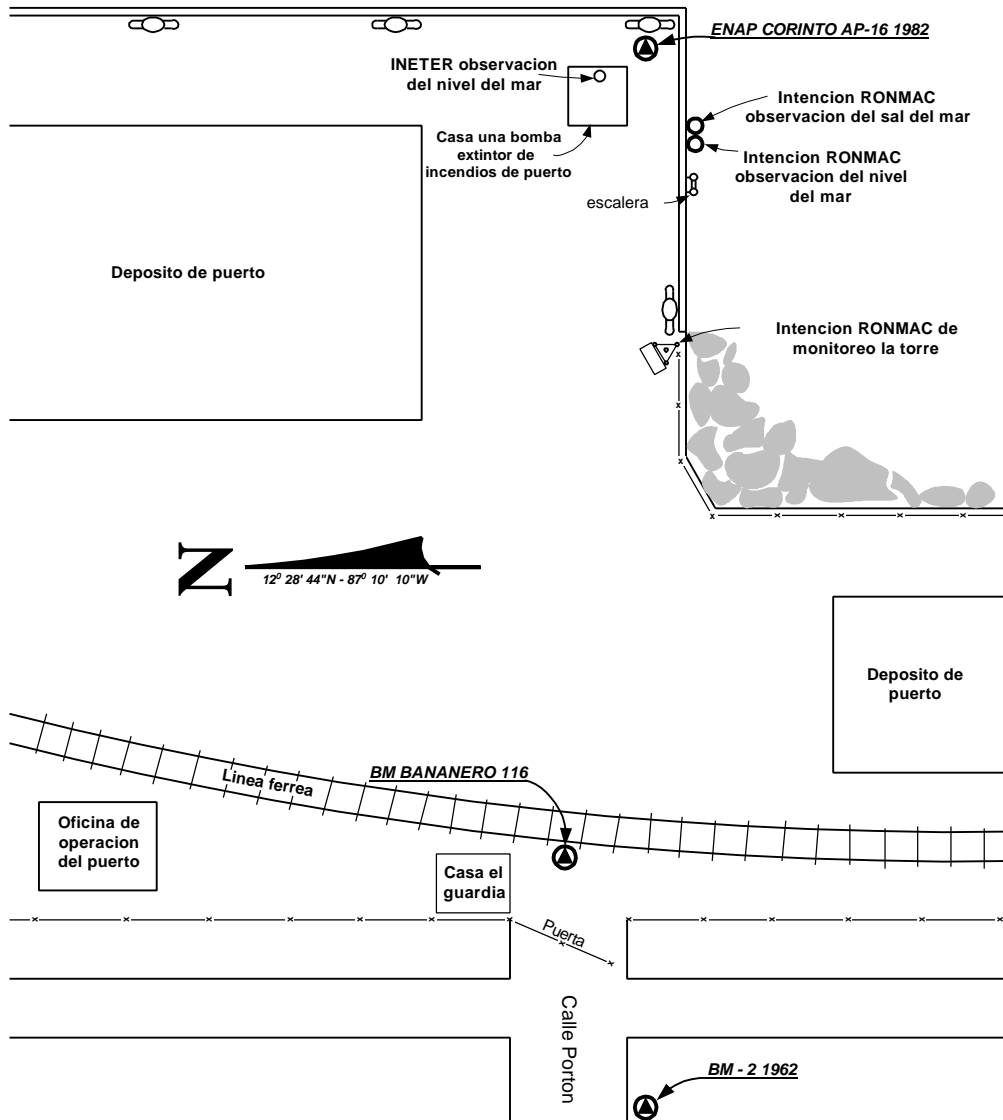 ENAP CORINTO AP-16 1982
INETER observacion
del nivel del mar
Intencion RONMAC
observacion del sal del mar
Casa una bomba
extintor de
incendios de puerto
Intencion RONMAC
observacion del nivel
del mar
escalera
Deposito de puerto
Intencion RONMAC de
monitoreo la torre
N
12⁰ 28' 44"N - 87⁰ 10' 10"W
Deposito de
puerto
BM BANANERO 116
Linea ferrea
Oficina de
operacion
del puerto
Casa el
guardia
Puerta
Calle Porton
BM - 2 1962